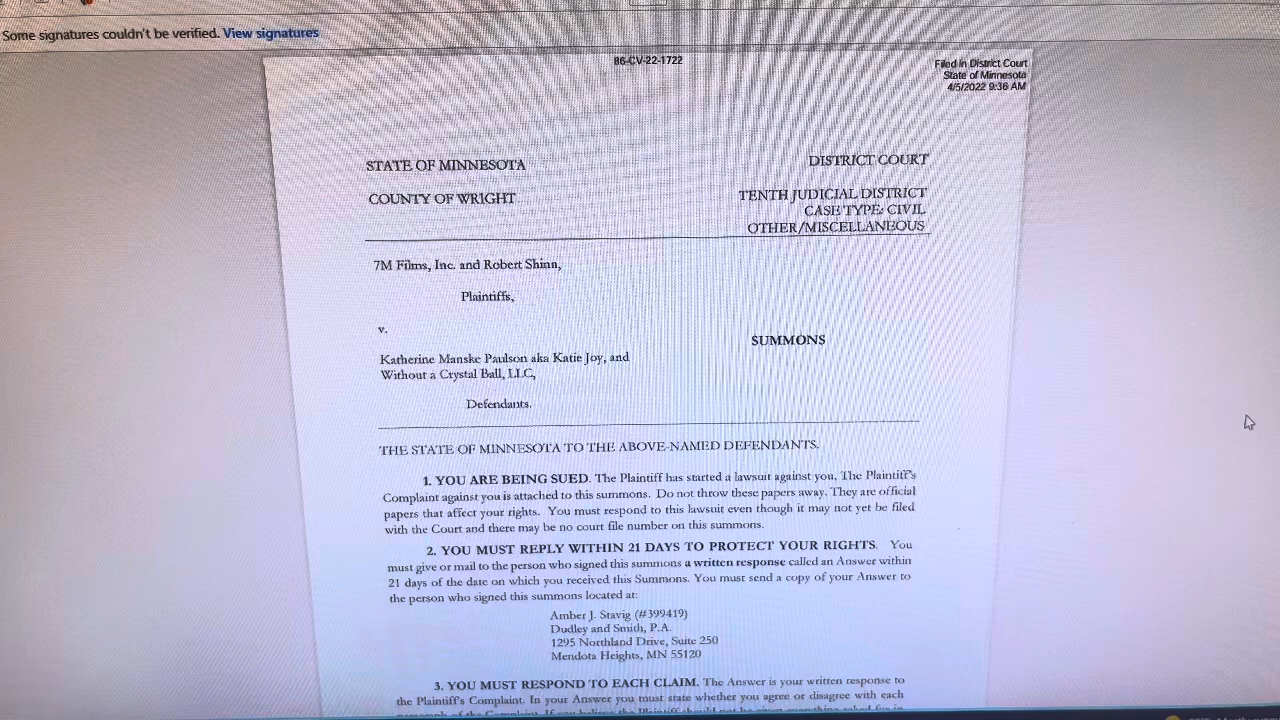 Some signatures couldn't be verified. View signatures
86-CV-22-1722
Filed in District Court
State of Minnesota
4/5/2022 9:36 AM
STATE OF MINNESOTA
DISTRICT COURT
COUNTY OF WRIGHT
TENTH JUDICIAL DISTRICT
CASE TYPE: CIVIL
OTHER/MISCELLANEOUS
7M Films, Inc. and Robert Shinn,
Plaintiffs,
v.
SUMMONS
Katherine Manske Paulson aka Katie Joy, and
Without a Crystal Ball, LLC,
Defendants.
THE STATE OF MINNESOTA TO THE ABOVE-NAMED DEFENDANTS.
1. YOU ARE BEING SUED. The Plaintiff has started a lawsuit against you. The Plaintiff's
Complaint against you is attached to this summons. Do not throw these papers away. They are official
papers that affect your rights. You must respond to this lawsuit even though it may not yet be filed
with the Court and there may be no court file number on this summons.
2. YOU MUST REPLY WITHIN 21 DAYS TO PROTECT YOUR RIGHTS. You
must give or mail to the person who signed this summons a written response called an Answer within
21 days of the date on which you received this Summons. You must send a copy of your Answer to
the person who signed this summons located at:
Amber J. Stavig (#399419)
Dudley and Smith, P.A.
1295 Northland Drive, Suite 250
Mendota Heights, MN 55120
3. YOU MUST RESPOND TO EACH CLAIM. The Answer is your written response to
the Plaintiff's Complaint. In your Answer you must state whether you agree or disagree with each